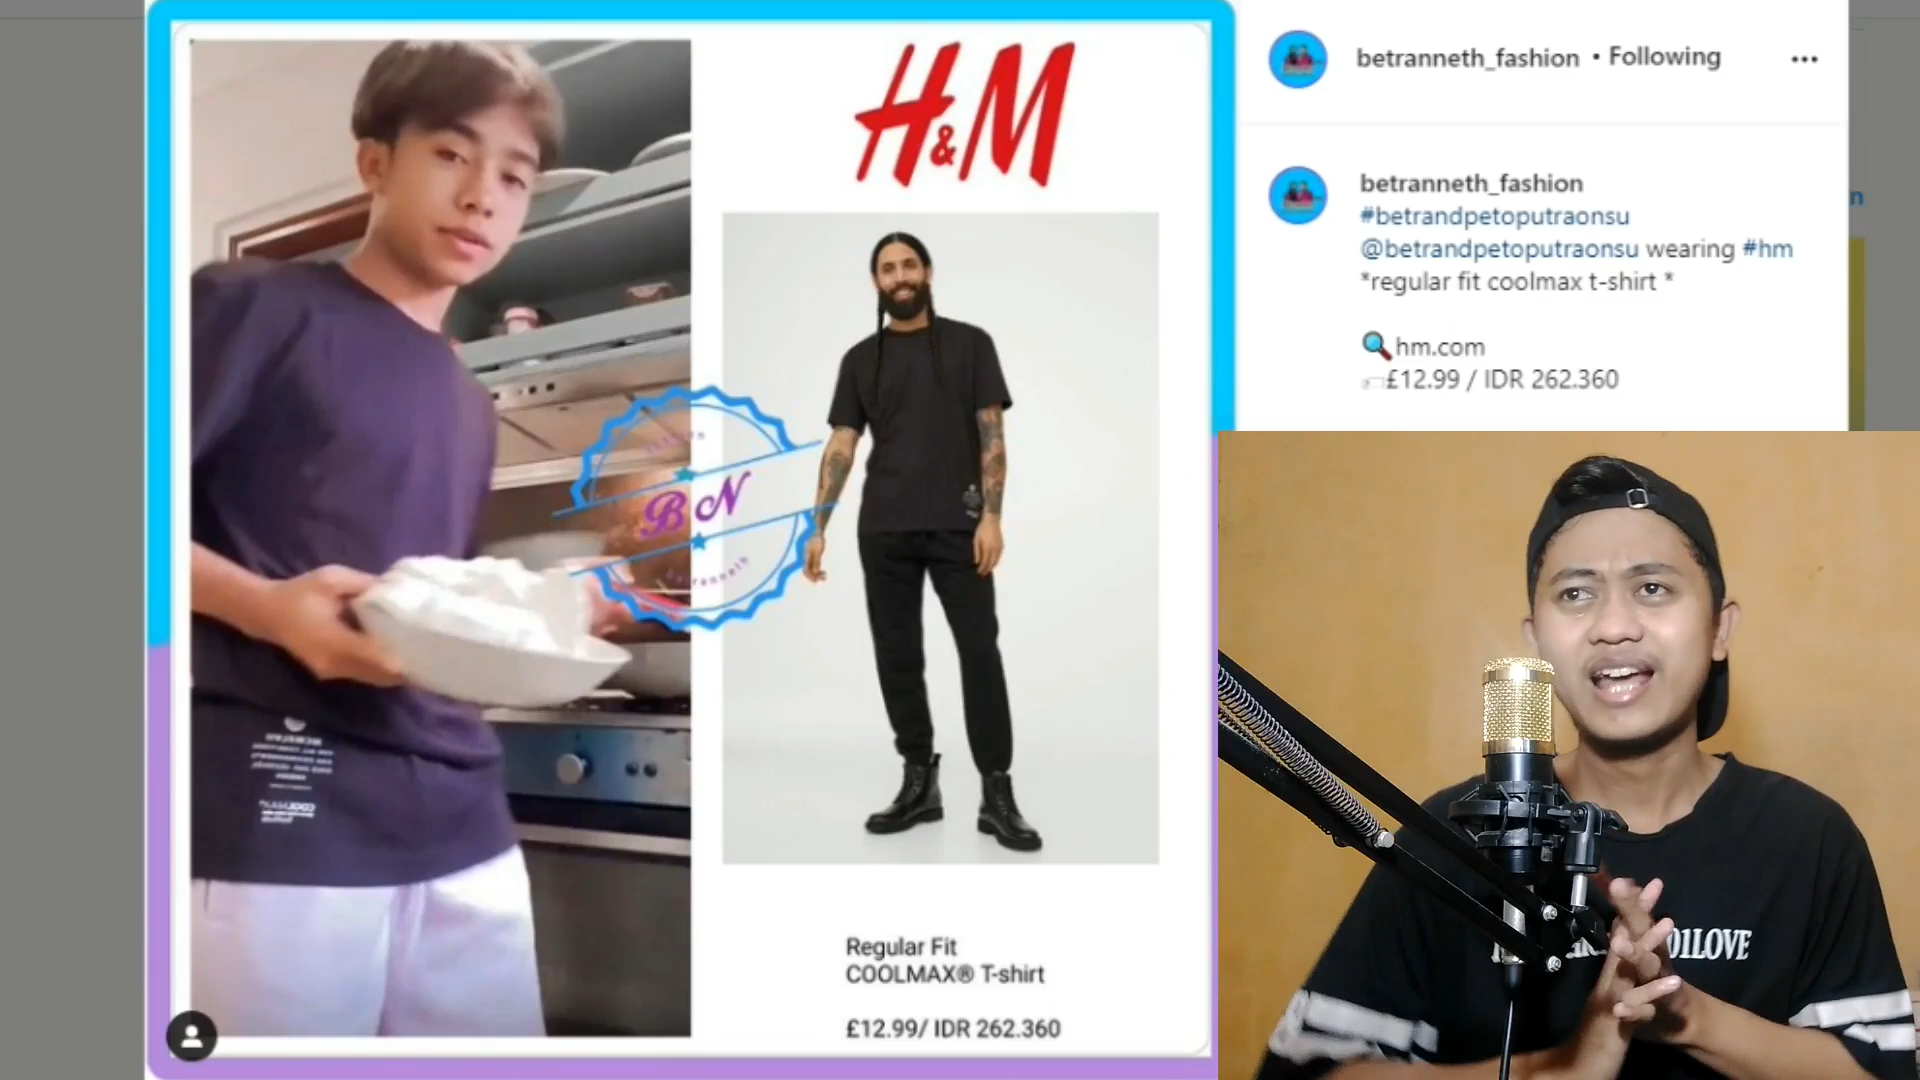 H&M
B N
Regular Fit
COOLMAX® T-shirt
£12.99/ IDR 262.360
betranneth_fashion • Following
betranneth_fashion
#betrandpetoputraonsu
@betrandpetoputraonsu wearing #hm
*regular fit coolmax t-shirt *
hm.com
£12.99 / IDR 262.360
01LOVE